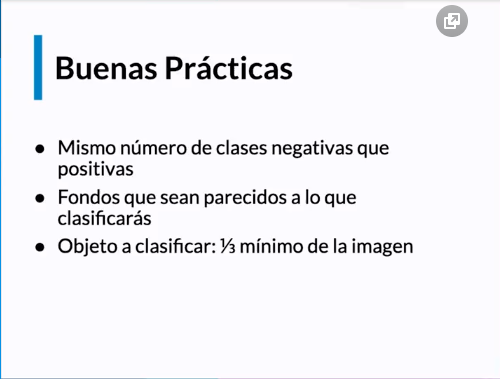 Buenas Prácticas
● Mismo número de clases negativas que
positivas
● Fondos que sean parecidos a lo que
clasificarás
● Objeto a clasificar: ⅓ mínimo de la imagen